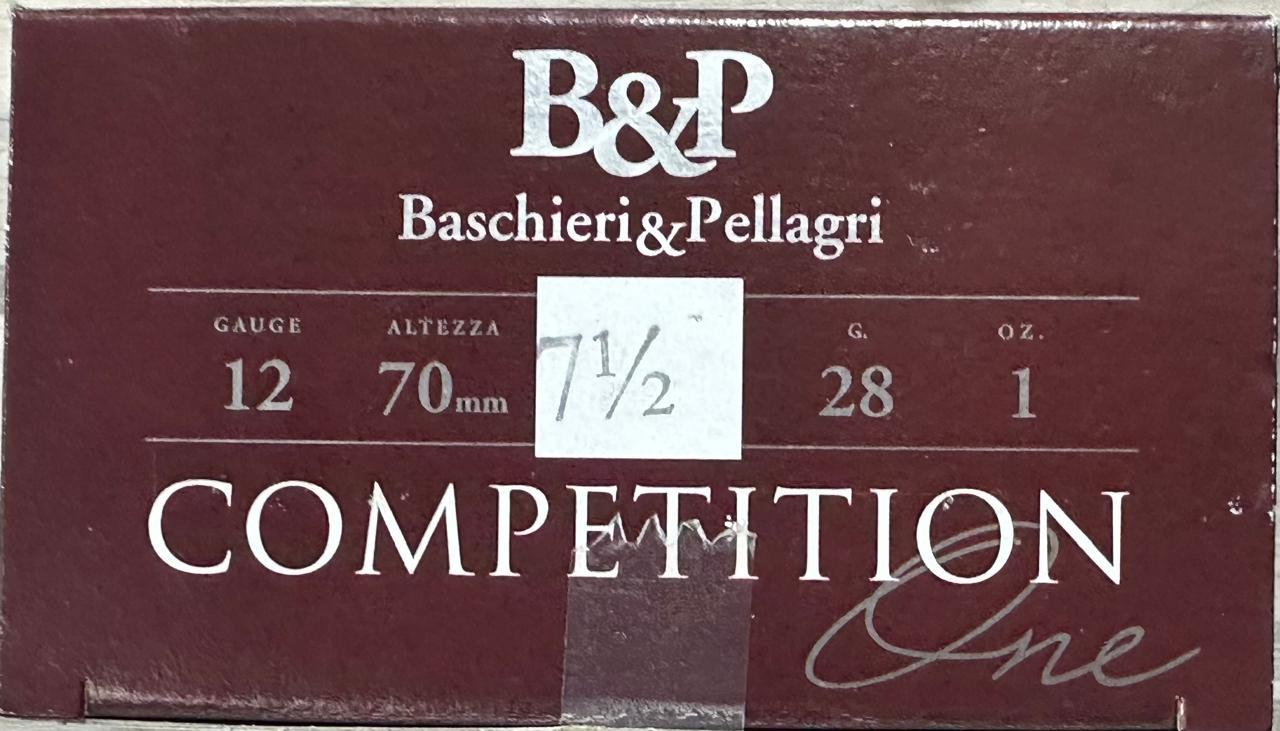 B&P
Baschieri&Pellagri
GAUGE ALTEZZA G. OZ.
12 70mm 7½ 28 1
COMPETITION
One